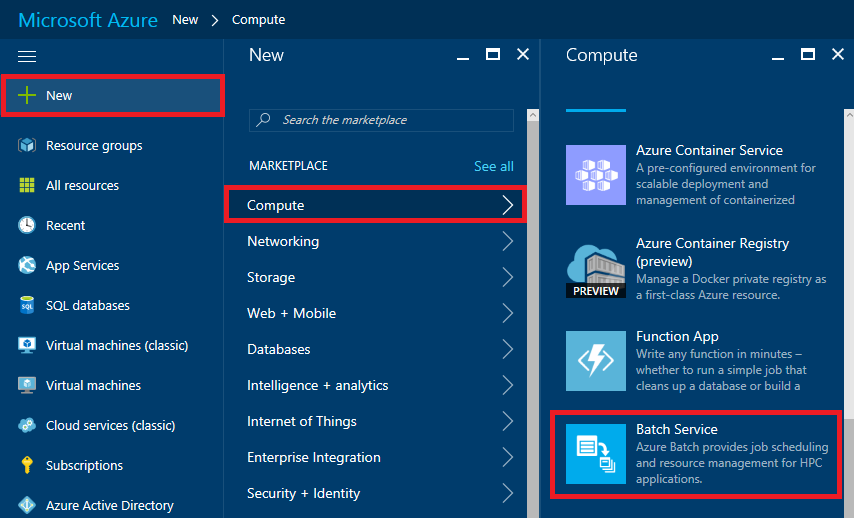 Microsoft Azure New > Compute
New
Resource groups
All resources
Recent
App Services
SQL databases
Virtual machines (classic)
Virtual machines
Cloud services (classic)
Subscriptions
Azure Active Directory
New
Search the marketplace
MARKETPLACE See all
Compute
Networking
Storage
Web + Mobile
Databases
Intelligence + analytics
Internet of Things
Enterprise Integration
Security + Identity
Compute
Azure Container Service
A pre-configured environment for
scalable deployment and
management of containerized
Azure Container Registry
(preview)
PREVIEW
Manage a Docker private registry as
a first-class Azure resource.
Function App
Write any function in minutes –
whether to run a simple job that
cleans up a database or build a
Batch Service
Azure Batch provides job scheduling
and resource management for HPC
applications.